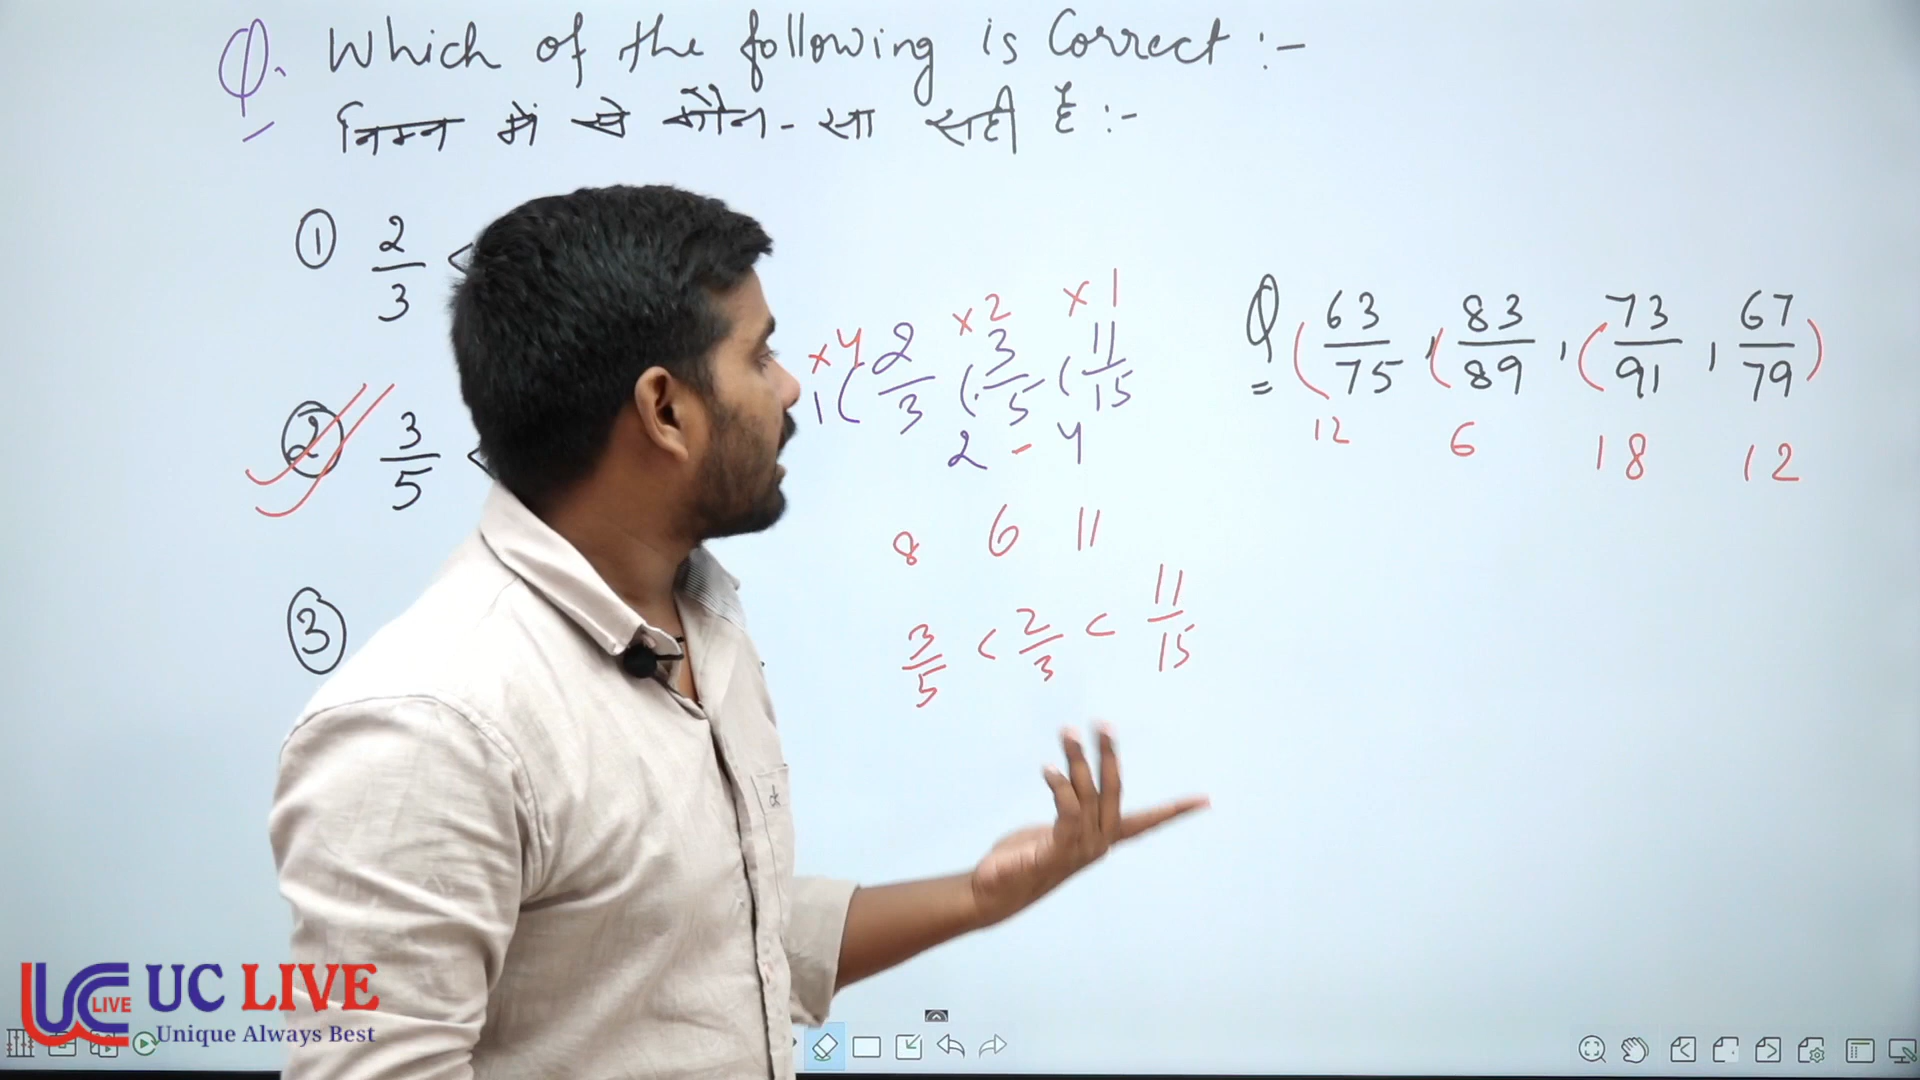 Q. Which of the following is Correct :-
निम्न में से कौन - सा सही है :-
① 2/3 <
② 3/5 <
③
×4 ×2 ×1
1 ( 2/3 ( 3/5 ( 11/15
2 - 4
8 6 11
3/5 < 2/3 < 11/15
Q = ( 63/75 , ( 83/89 , ( 73/91 , 67/79 )
12 6 18 12
UC LIVE
LIVE
Unique Always Best